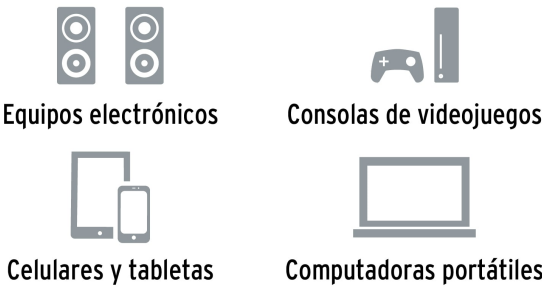 Equipos electrónicos
Consolas de videojuegos
Celulares y tabletas
Computadoras portátiles